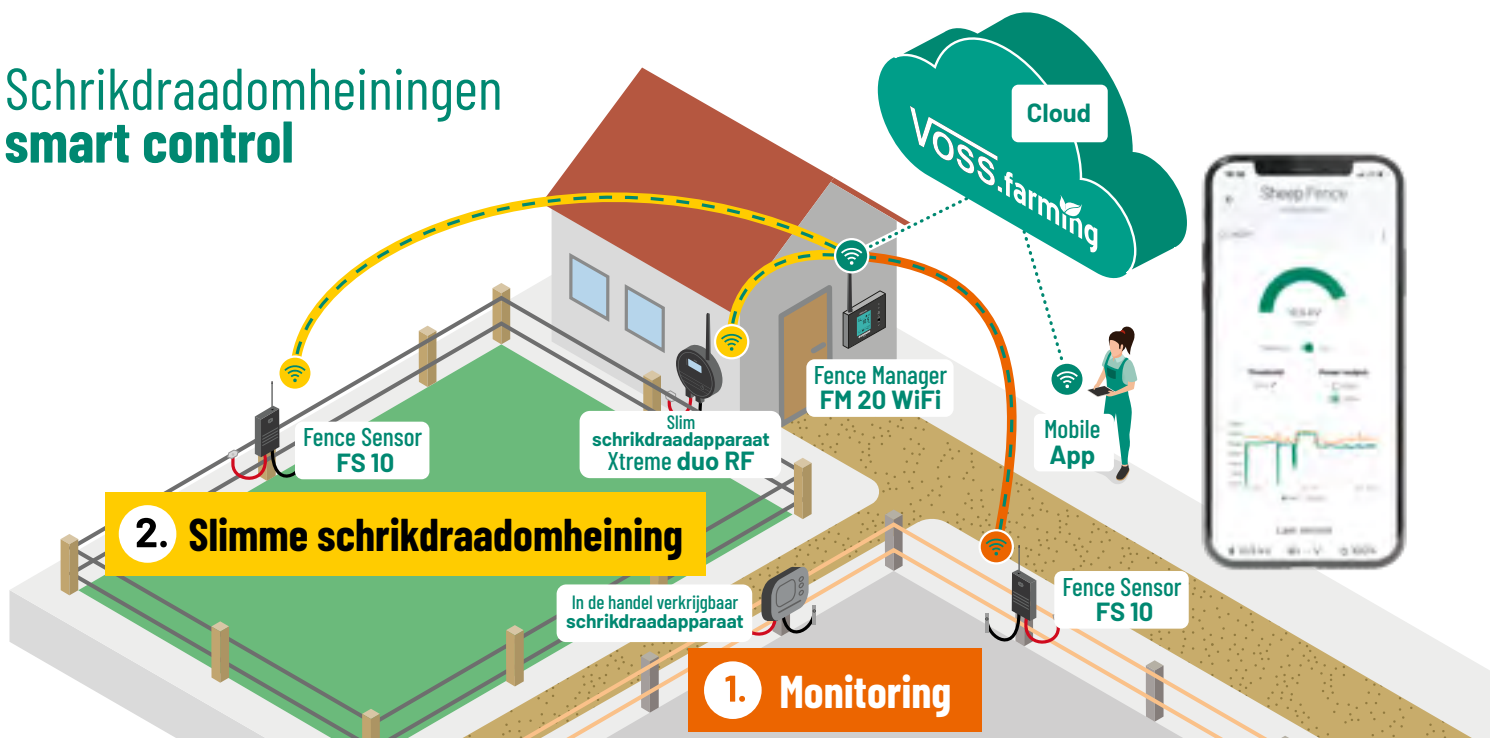 Schrikdraadomheiningen
smart control
Cloud
VOSS.farming
Sheep Fence
Fence Manager
FM 20 WiFi
Mobile
App
Fence Sensor
FS 10
Slim
schrikdraadapparaat
Xtreme duo RF
2. Slimme schrikdraadomheining
In de handel verkrijgbaar
schrikdraadapparaat
Fence Sensor
FS 10
1. Monitoring